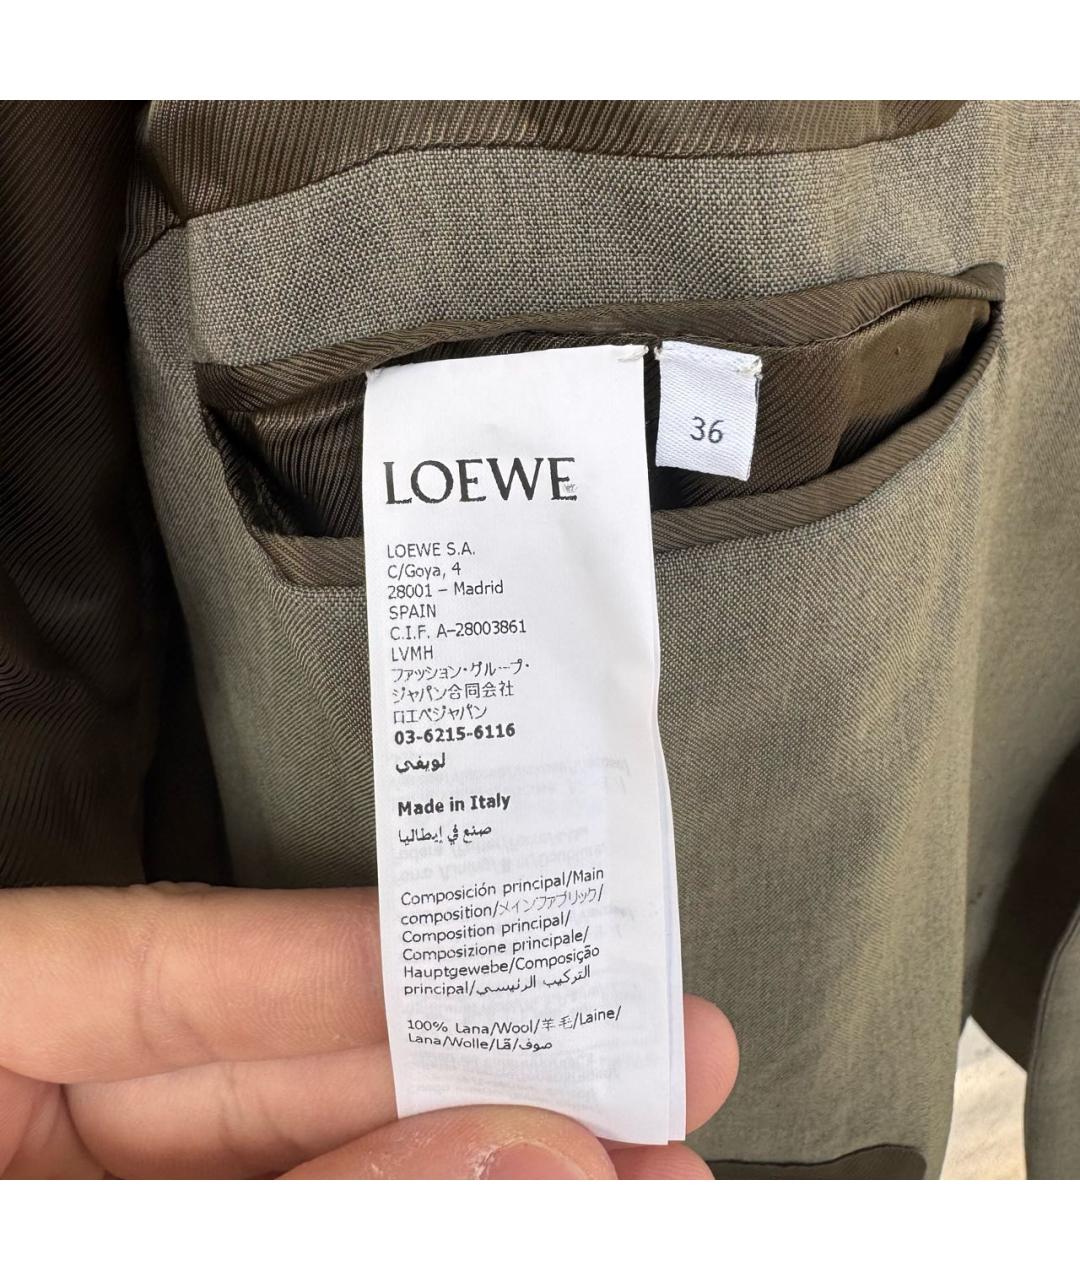 LOEWE
36
LOEWE S.A.
C/Goya, 4
28001 – Madrid
SPAIN
C.I.F. A-28003861
LVMH
ファッション・グループ・
ジャパン合同会社
ロエベジャパン
03-6215-6116
لويفي
Made in Italy
صنع في إيطاليا
Composición principal/Main
composition/メインファブリック/
Composition principal/
Composizione principale/
Hauptgewebe/Composição
principal/التركيب الرئيسي
100% Lana/Wool/羊毛/Laine/
Lana/Wolle/Lã/صوف